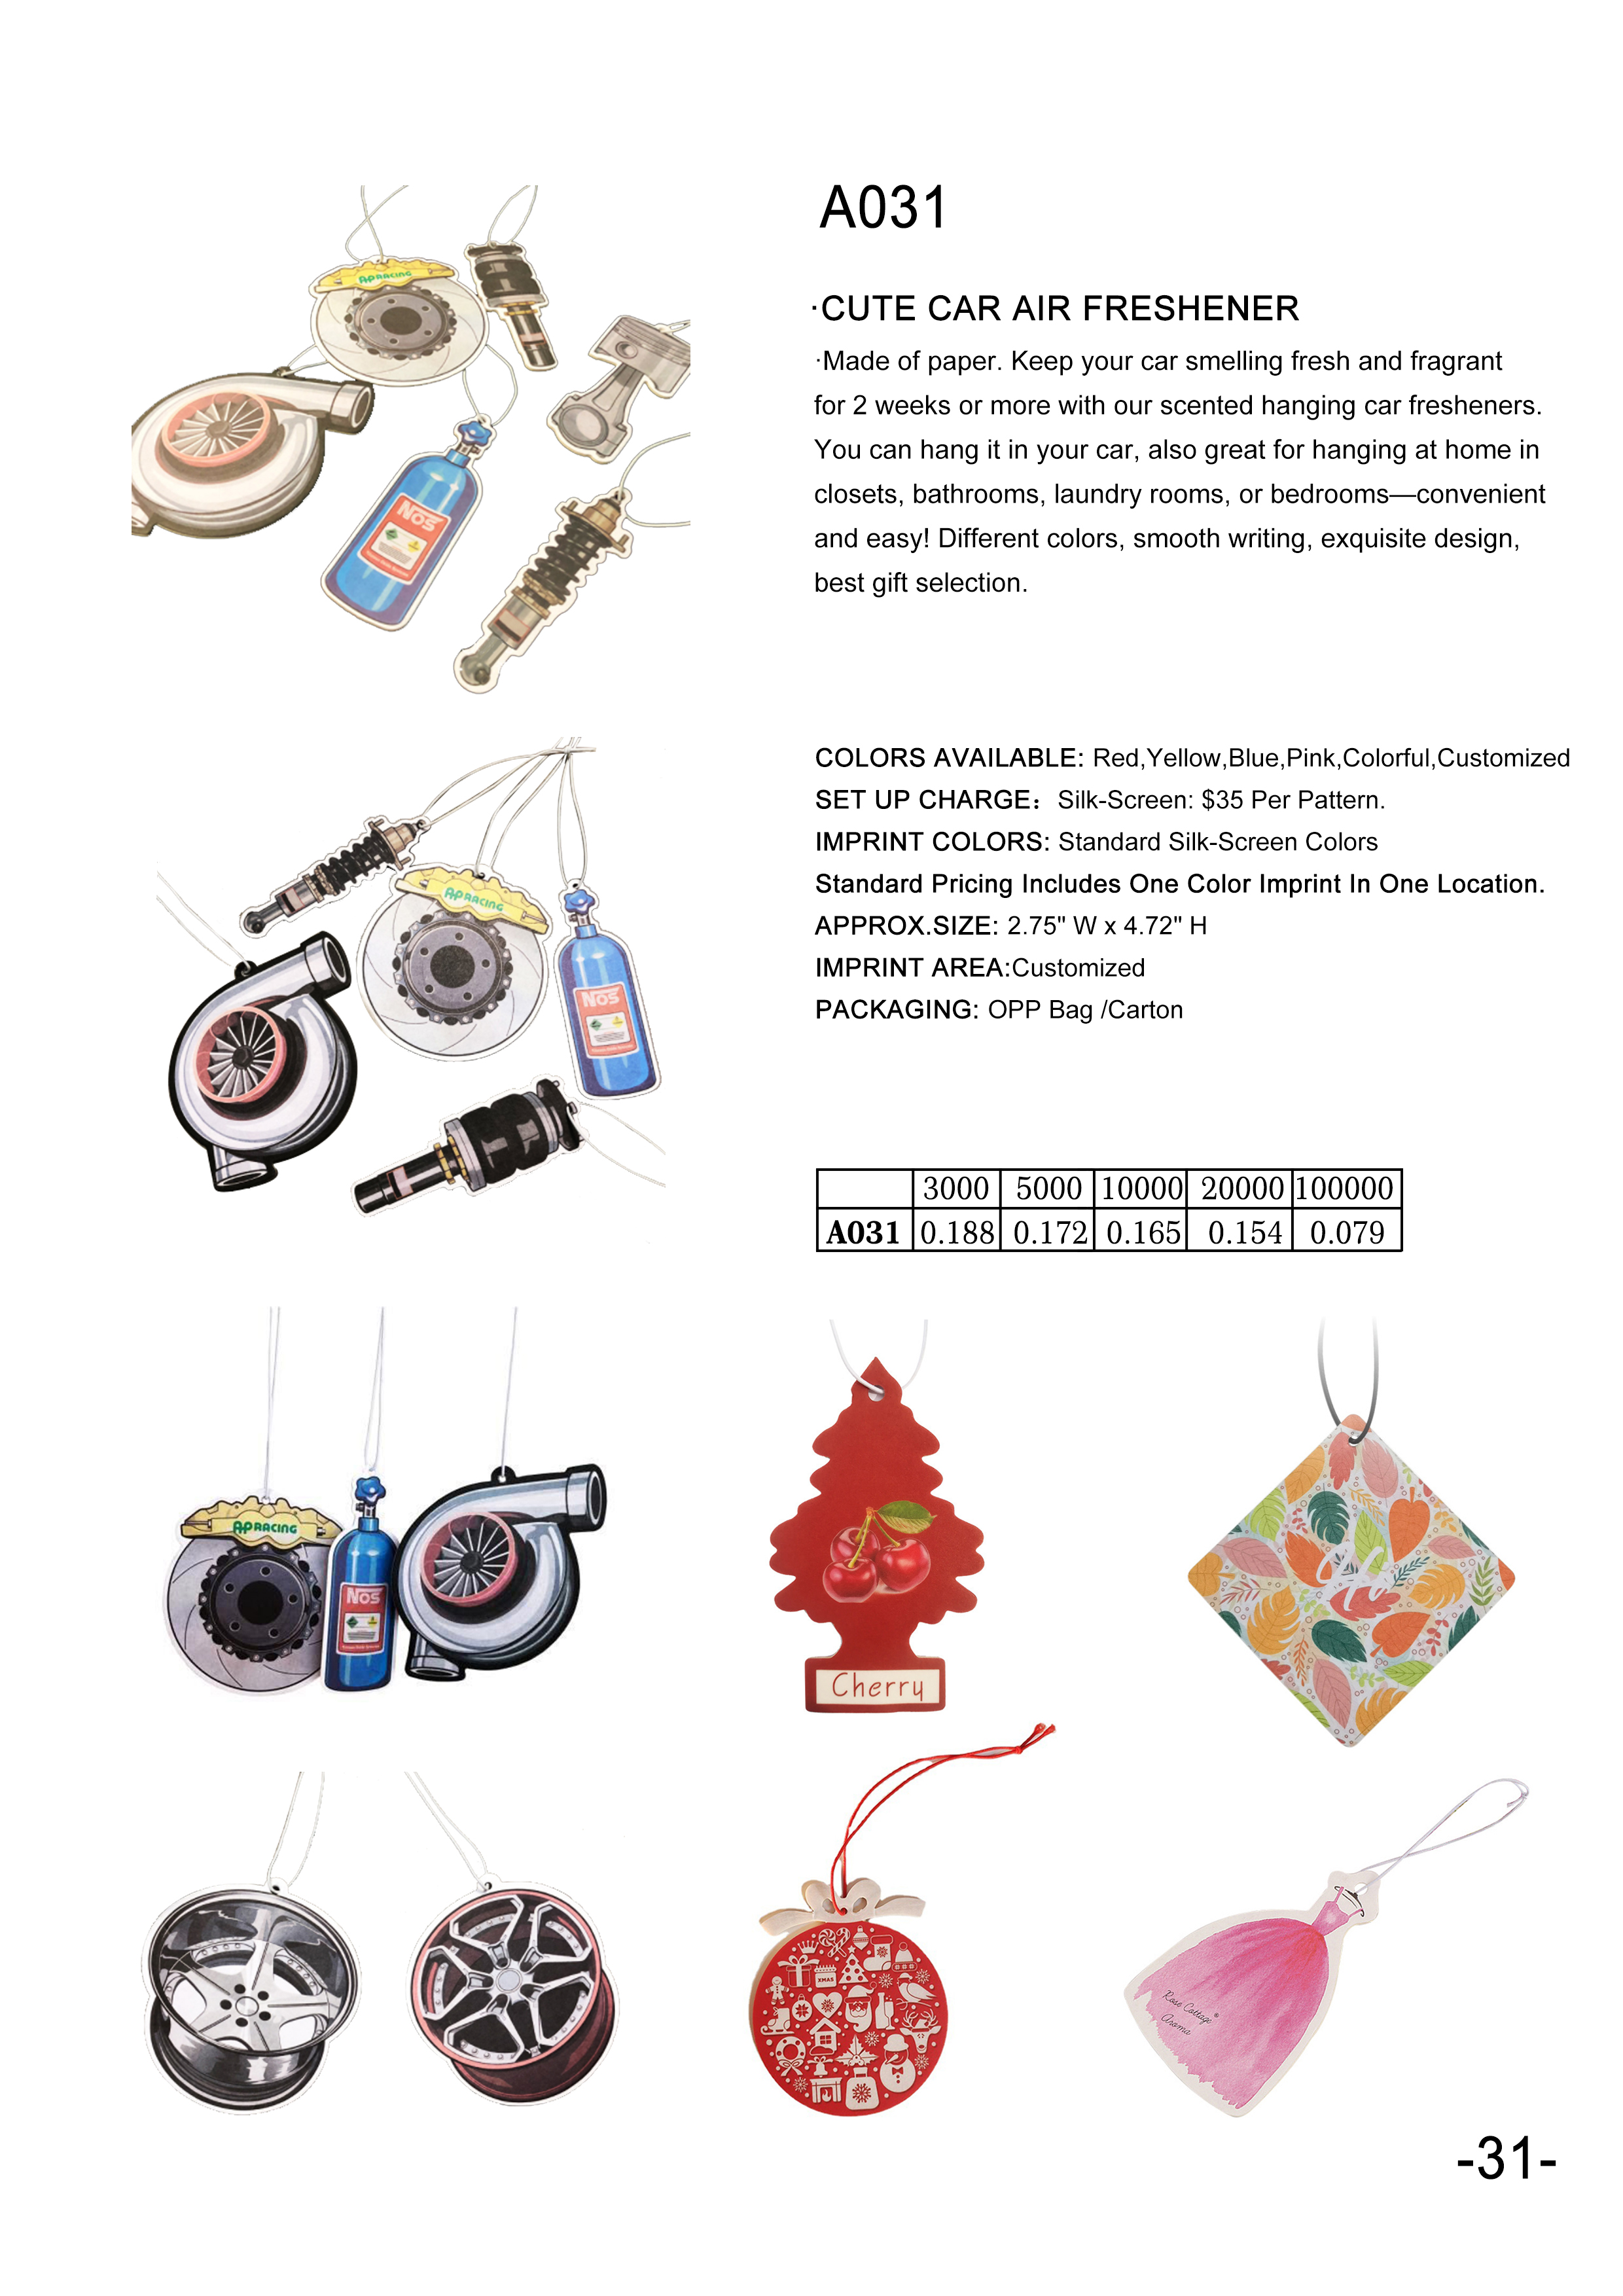 A031
·CUTE CAR AIR FRESHENER
·Made of paper. Keep your car smelling fresh and fragrant
for 2 weeks or more with our scented hanging car fresheners.
You can hang it in your car, also great for hanging at home in
closets, bathrooms, laundry rooms, or bedrooms—convenient
and easy! Different colors, smooth writing, exquisite design,
best gift selection.
COLORS AVAILABLE: Red,Yellow,Blue,Pink,Colorful,Customized
SET UP CHARGE：Silk-Screen: $35 Per Pattern.
IMPRINT COLORS: Standard Silk-Screen Colors
Standard Pricing Includes One Color Imprint In One Location.
APPROX.SIZE: 2.75" W x 4.72" H
IMPRINT AREA:Customized
PACKAGING: OPP Bag /Carton
3000 5000 10000 20000 100000
A031 0.188 0.172 0.165 0.154 0.079
AP RACING
NOS
AP RACING
NOS
AP RACING
NOS
Cherry
XMAS
Rose Cottage®
Aroma
-31-